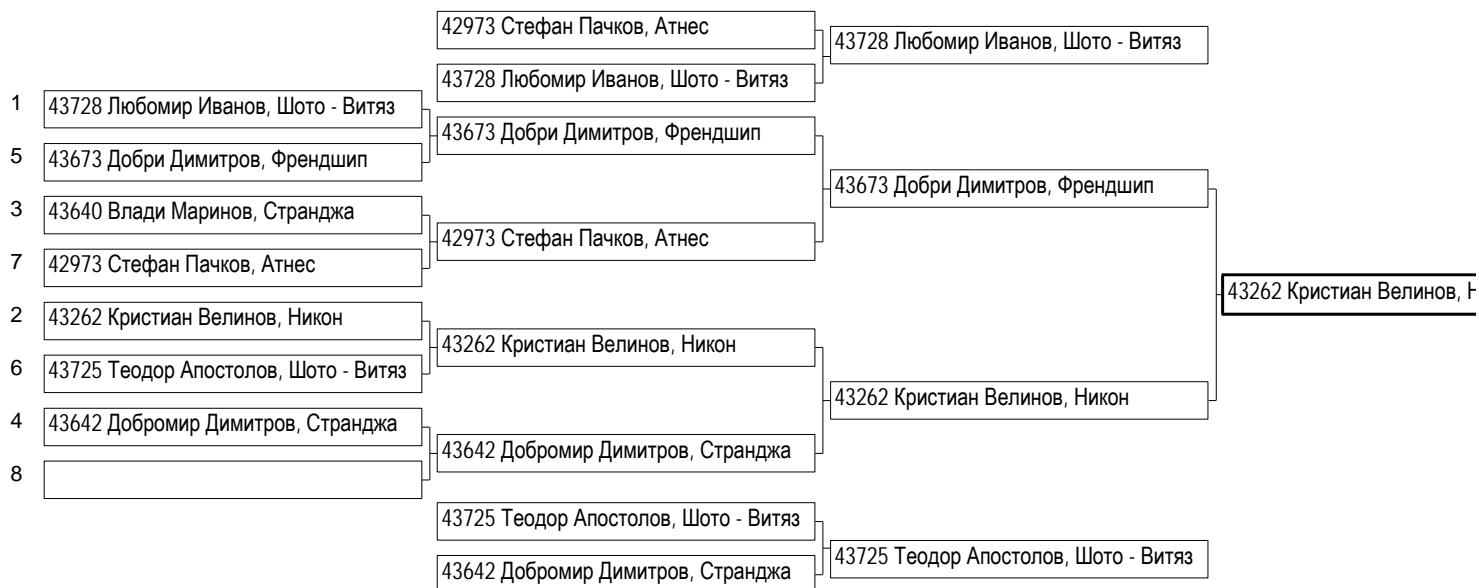 42973 Стефан Пачков, Атнес
43728 Любомир Иванов, Шото - Витяз
43728 Любомир Иванов, Шото - Витяз
1 43728 Любомир Иванов, Шото - Витяз
43673 Добри Димитров, Френдшип
5 43673 Добри Димитров, Френдшип
43673 Добри Димитров, Френдшип
3 43640 Влади Маринов, Странджа
42973 Стефан Пачков, Атнес
7 42973 Стефан Пачков, Атнес
43262 Кристиан Велинов, Н
2 43262 Кристиан Велинов, Никон
43262 Кристиан Велинов, Никон
6 43725 Теодор Апостолов, Шото - Витяз
43262 Кристиан Велинов, Никон
4 43642 Добромир Димитров, Странджа
43642 Добромир Димитров, Странджа
8
43725 Теодор Апостолов, Шото - Витяз
43725 Теодор Апостолов, Шото - Витяз
43642 Добромир Димитров, Странджа